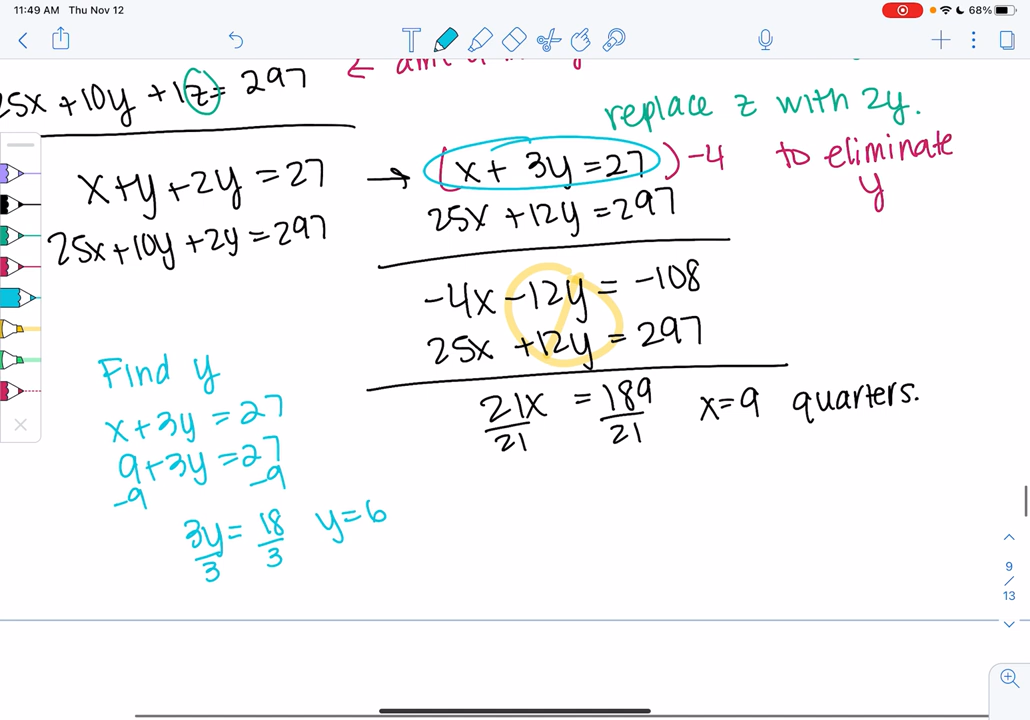 11:49 AM Thu Nov 12
68%
25x + 10y + 1z = 297
replace z with 2y.
x + y + 2y = 27 → (x + 3y = 27) -4 to eliminate
y
25x + 10y + 2y = 297
25x + 12y = 297
-4x - 12y = -108
25x + 12y = 297
21x = 189 x = 9 quarters.
21 21
Find y
x + 3y = 27
9 + 3y = 27
-9 -9
3y = 18 y = 6
3 3
9
/
13